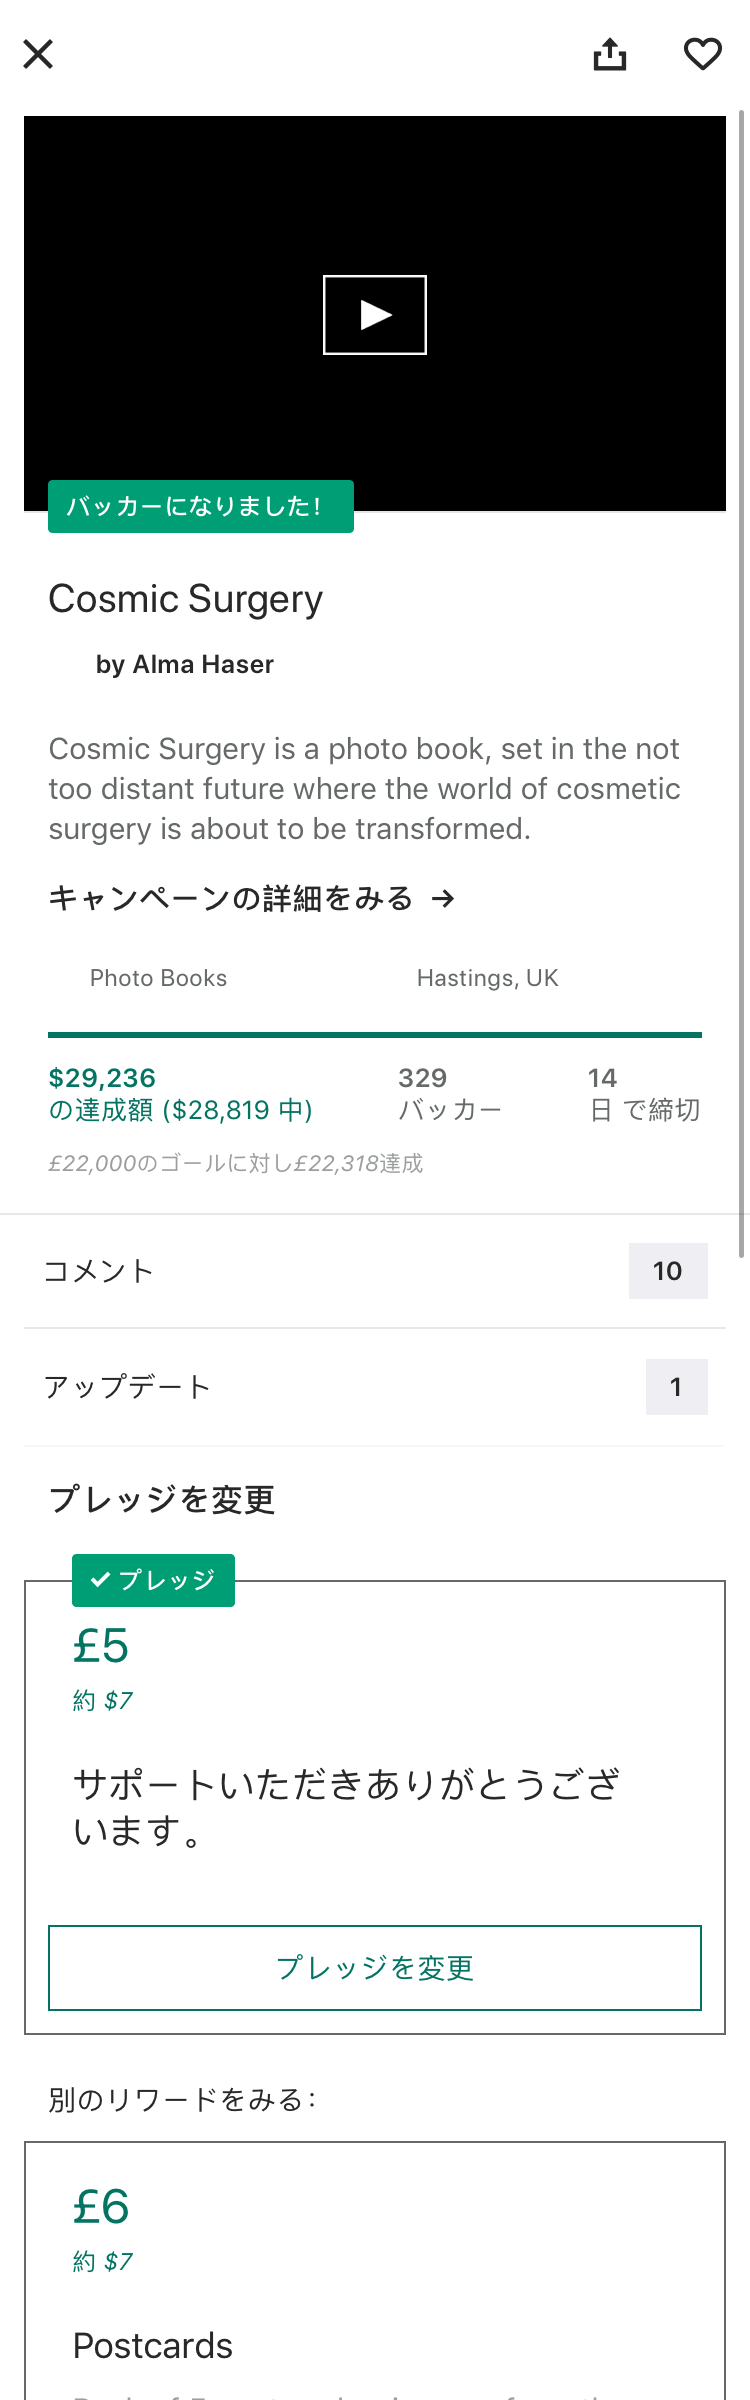 バッカーになりました!
Cosmic Surgery
by Alma Haser
Cosmic Surgery is a photo book, set in the not
too distant future where the world of cosmetic
surgery is about to be transformed.
キャンペーンの詳細をみる →
Photo Books
Hastings, UK
$29,236
の達成額 ($28,819 中)
329
バッカー
14
日 で締切
£22,000のゴールに対し£22,318達成
コメント
10
アップデート
1
プレッジを変更
✓ プレッジ
£5
約 $7
サポートいただきありがとうござ
います。
プレッジを変更
別のリワードをみる:
£6
約 $7
Postcards